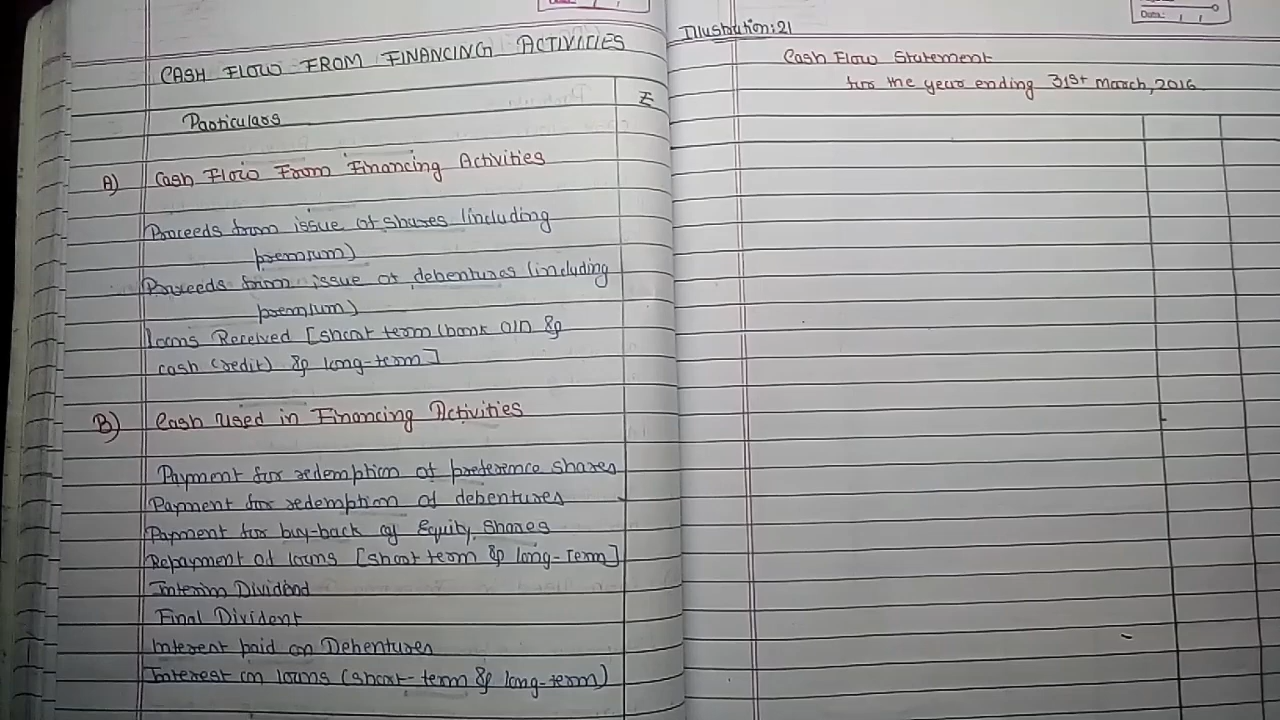 CASH FLOW FROM FINANCING ACTIVITIES
Particulars
₹
A) Cash Flow From Financing Activities
Proceeds from issue of shares (including
premium)
Proceeds from issue of debentures (including
premium)
loans Received [short term (bank O/D &
cash credit) & long-term]
B) Cash used in Financing Activities
Payment for redemption of preference shares
Payment for redemption of debentures
Payment for buy-back of Equity Shares
Repayment of loans [short term & long-term]
Interim Dividend
Final Divident
Interest paid on Debentures
Interest on loans (short-term & long-term)
Date:
Illustration: 21
Cash Flow Statement
for the year ending 31st March, 2016